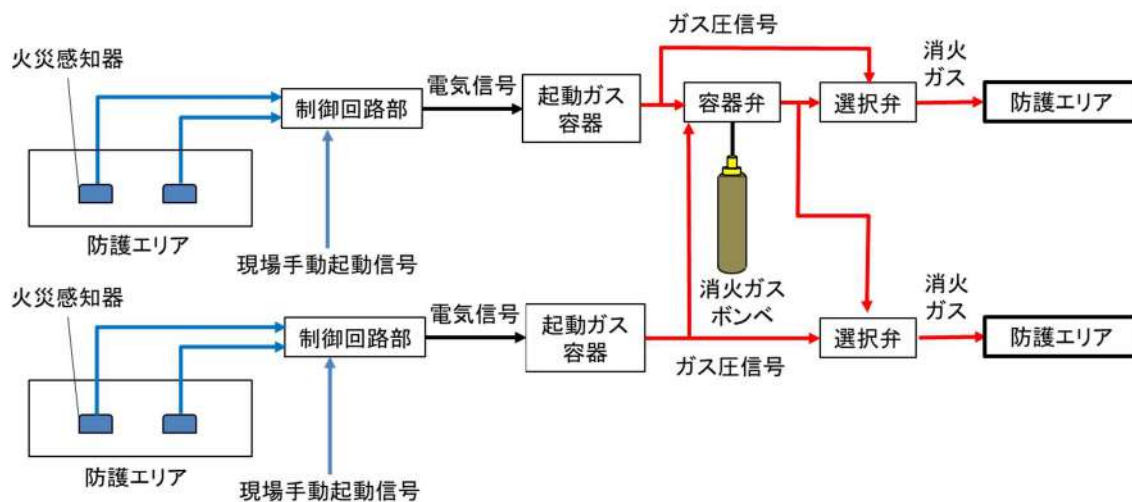 ガス圧信号
火災感知器
消火
ガス
電気信号
制御回路部
起動ガス
容器
容器弁
選択弁
防護エリア
防護エリア
現場手動起動信号
消火ガス
ボンベ
火災感知器
消火
ガス
電気信号
制御回路部
起動ガス
容器
選択弁
防護エリア
ガス圧信号
防護エリア
現場手動起動信号